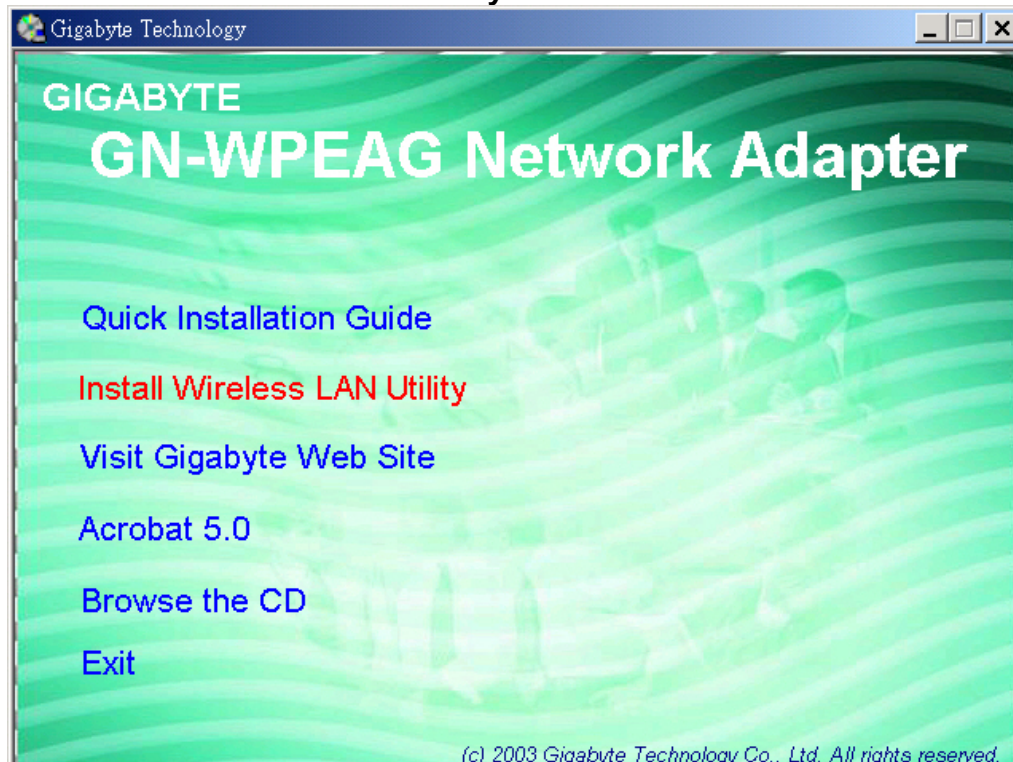 Gigabyte Technology
GIGABYTE
GN-WPEAG Network Adapter
Quick Installation Guide
Install Wireless LAN Utility
Visit Gigabyte Web Site
Acrobat 5.0
Browse the CD
Exit
(c) 2003 Gigabyte Technology Co., Ltd. All rights reserved.